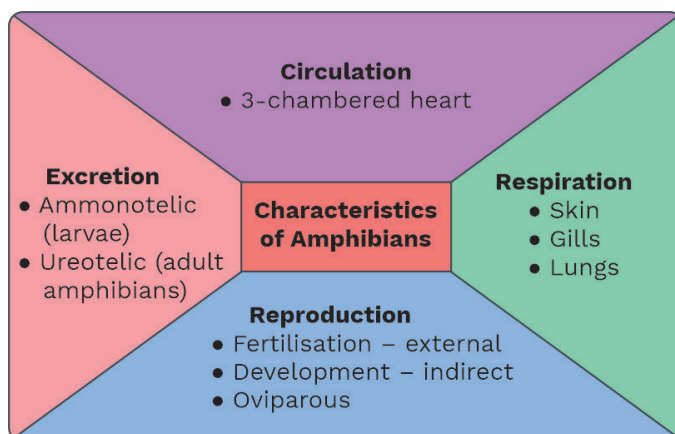 Circulation
● 3-chambered heart
Excretion
● Ammonotelic
(larvae)
● Ureotelic (adult
amphibians)
Characteristics
of Amphibians
Respiration
● Skin
● Gills
● Lungs
Reproduction
● Fertilisation – external
● Development – indirect
● Oviparous